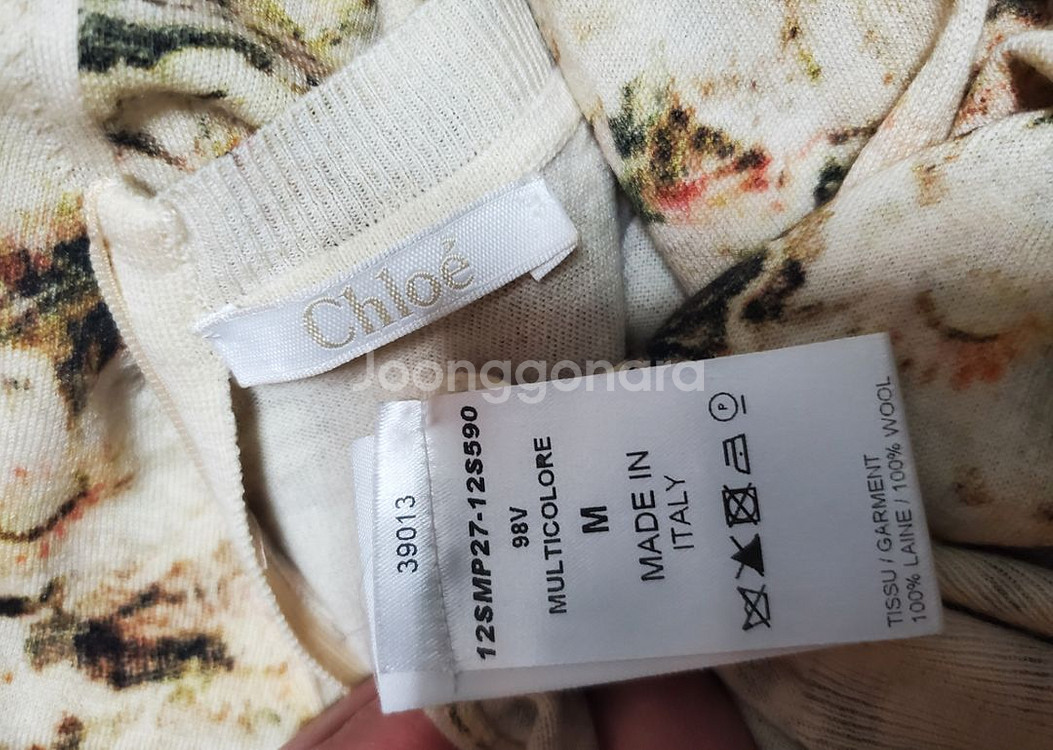 Chloé
Joonggonara
39013
12SMP27-12S590
98V
MULTICOLORE
M
MADE IN
ITALY
P
TISSU / GARMENT
100% LAINE / 100% WOOL